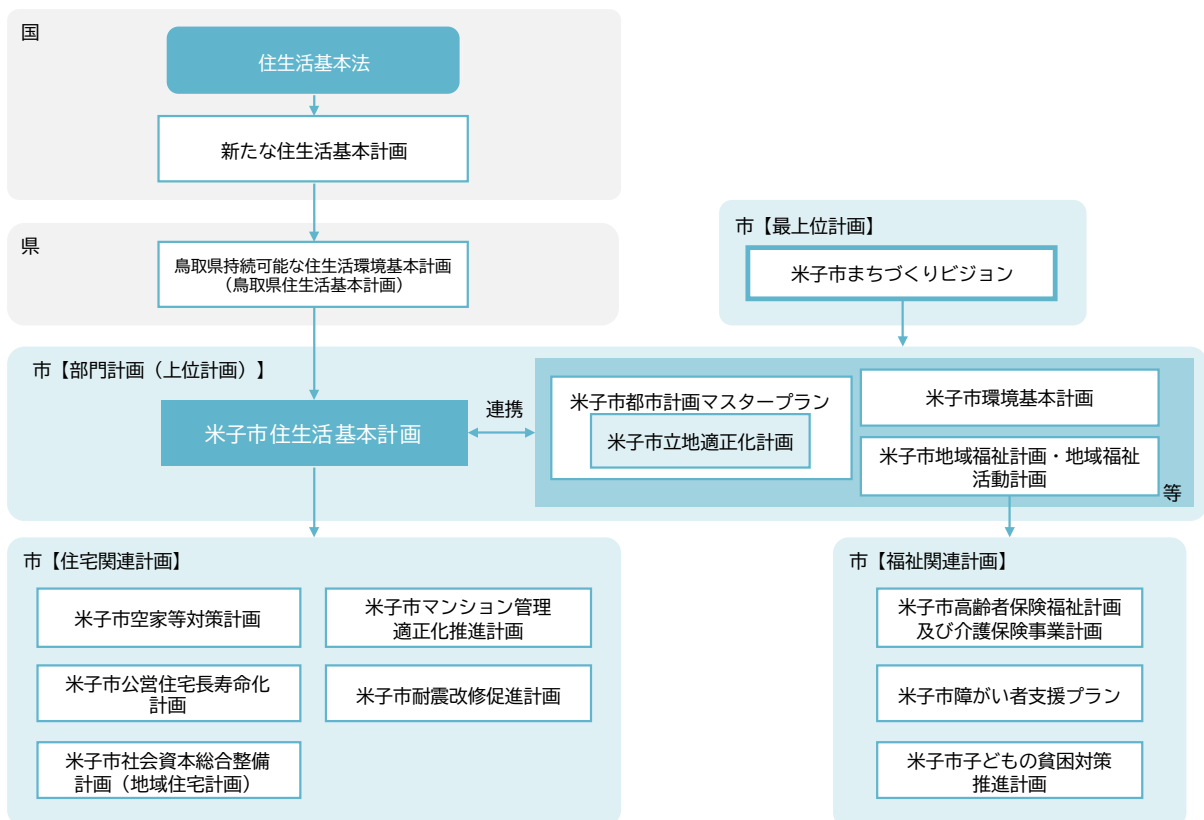 国
住生活基本法
新たな住生活基本計画
県
鳥取県持続可能な住生活環境基本計画
（鳥取県住生活基本計画）
市【最上位計画】
米子市まちづくりビジョン
市【部門計画（上位計画）】
米子市住生活基本計画
連携
米子市都市計画マスタープラン
米子市立地適正化計画
米子市環境基本計画
米子市地域福祉計画・地域福祉
活動計画
等
市【住宅関連計画】
米子市空家等対策計画
米子市マンション管理
適正化推進計画
米子市公営住宅長寿命化
計画
米子市耐震改修促進計画
米子市社会資本総合整備
計画（地域住宅計画）
市【福祉関連計画】
米子市高齢者保険福祉計画
及び介護保険事業計画
米子市障がい者支援プラン
米子市子どもの貧困対策
推進計画